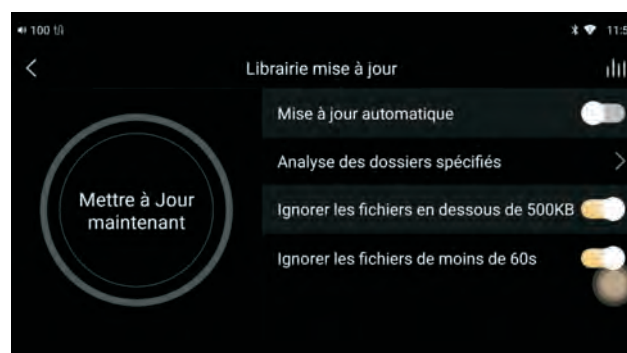 100
11:5
Librairie mise à jour
Mise à jour automatique
Analyse des dossiers spécifiés
Mettre à Jour
maintenant
Ignorer les fichiers en dessous de 500KB
Ignorer les fichiers de moins de 60s